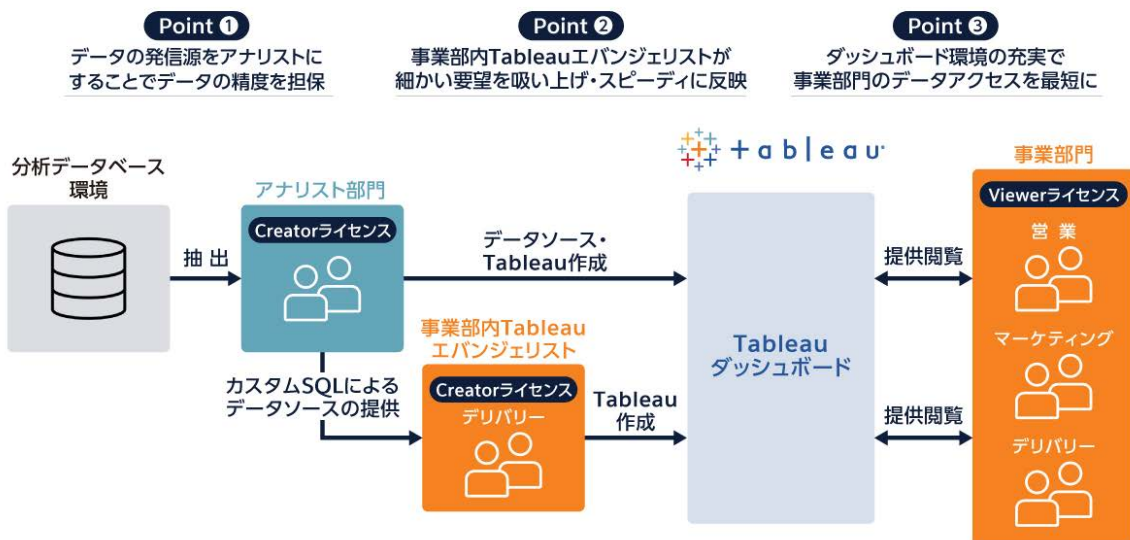 Point ❶
データの発信源をアナリストに
することでデータの精度を担保
Point ❷
事業部内Tableauエバンジェリストが
細かい要望を吸い上げ・スピーディに反映
Point ❸
ダッシュボード環境の充実で
事業部門のデータアクセスを最短に
分析データベース
環境
抽 出
アナリスト部門
Creatorライセンス
データソース・
Tableau作成
カスタムSQLによる
データソースの提供
事業部内Tableau
エバンジェリスト
Creatorライセンス
デリバリー
Tableau
作成
+ableau
Tableau
ダッシュボード
提供閲覧
提供閲覧
事業部門
Viewerライセンス
営 業
マーケティング
デリバリー